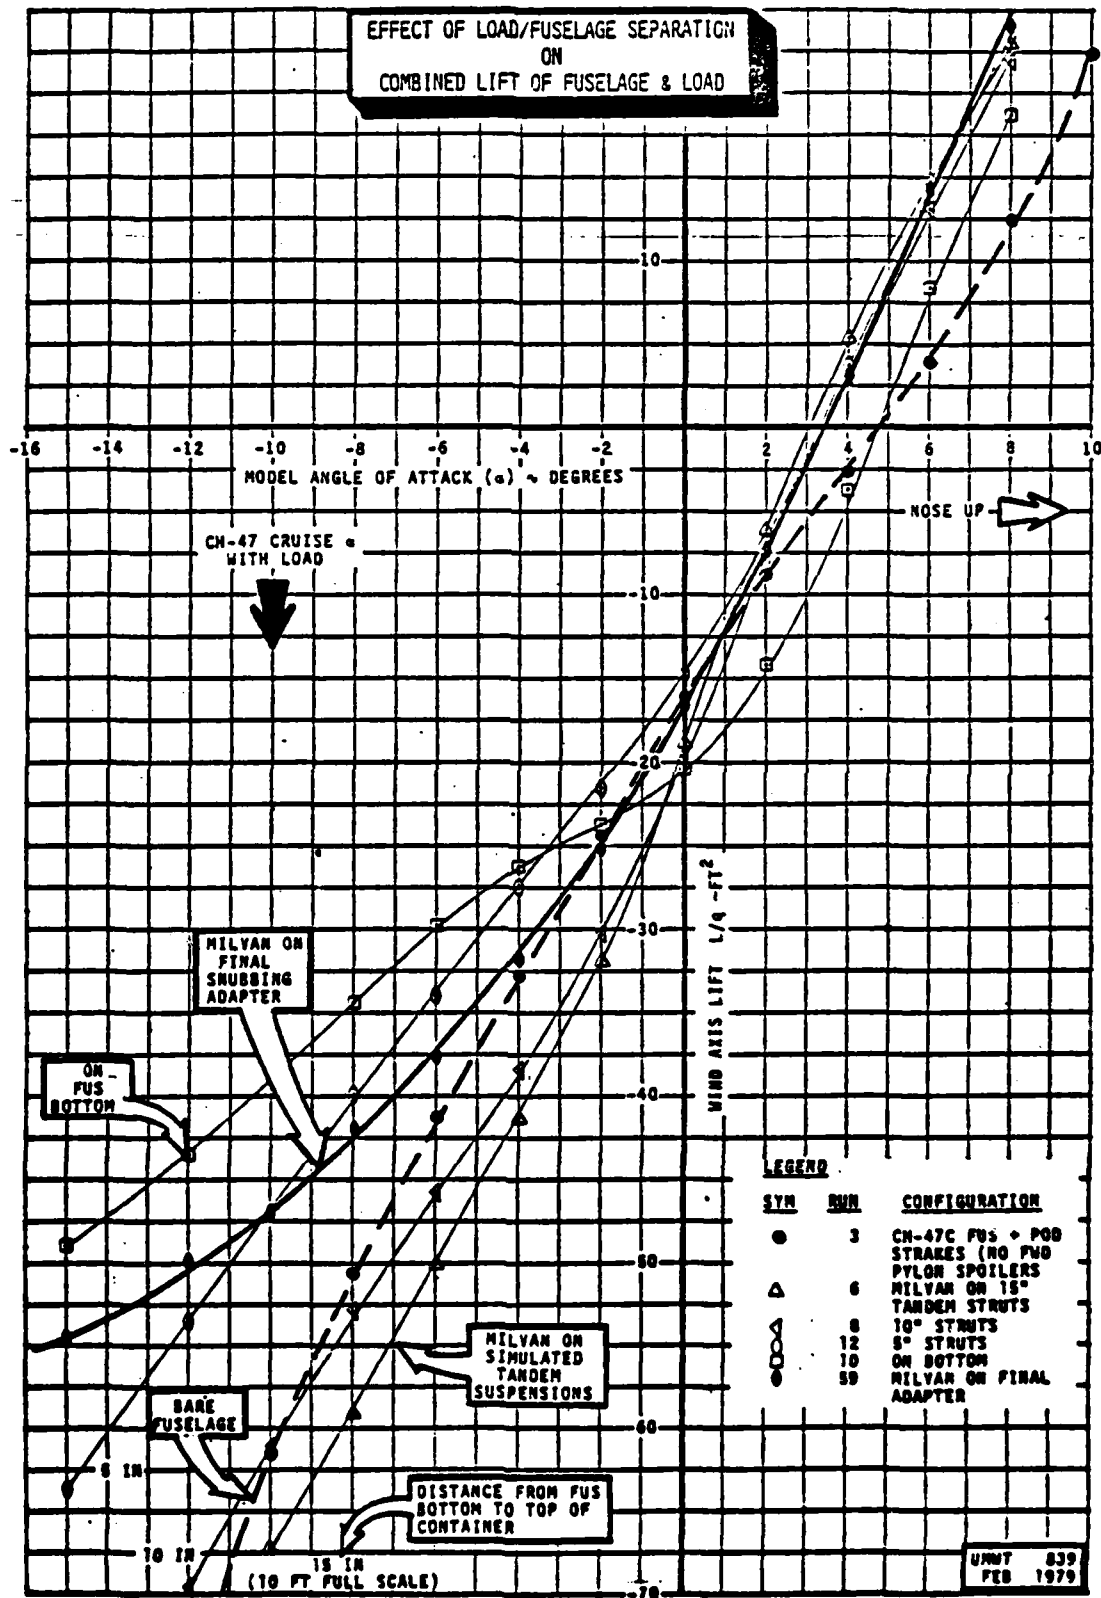 EFFECT OF LOAD/FUSELAGE SEPARATION
ON
COMBINED LIFT OF FUSELAGE & LOAD
10
-16 -14 -12 -10 -8 -6 -4 -2 2 4 6 8 10
MODEL ANGLE OF ATTACK (α) ~ DEGREES
NOSE UP
CH-47 CRUISE α
WITH LOAD
-10
-20
-30
-40
-50
-60
-70
WIND AXIS LIFT L/q ~FT²
MILVAN ON
FINAL
SNUBBING
ADAPTER
ON
FUS
BOTTOM
LEGEND
SYM RUN CONFIGURATION
3 CH-47C FUS + POD
STRAKES (NO FWD
PYLON SPOILERS
6 MILVAN ON 15"
TANDEM STRUTS
8 10" STRUTS
12 5" STRUTS
10 ON BOTTOM
59 MILVAN ON FINAL
ADAPTER
MILVAN ON
SIMULATED
TANDEM
SUSPENSIONS
BARE
FUSELAGE
5 IN
DISTANCE FROM FUS
BOTTOM TO TOP OF
CONTAINER
10 IN
15 IN
(10 FT FULL SCALE)
UMWT 839
FEB 1979